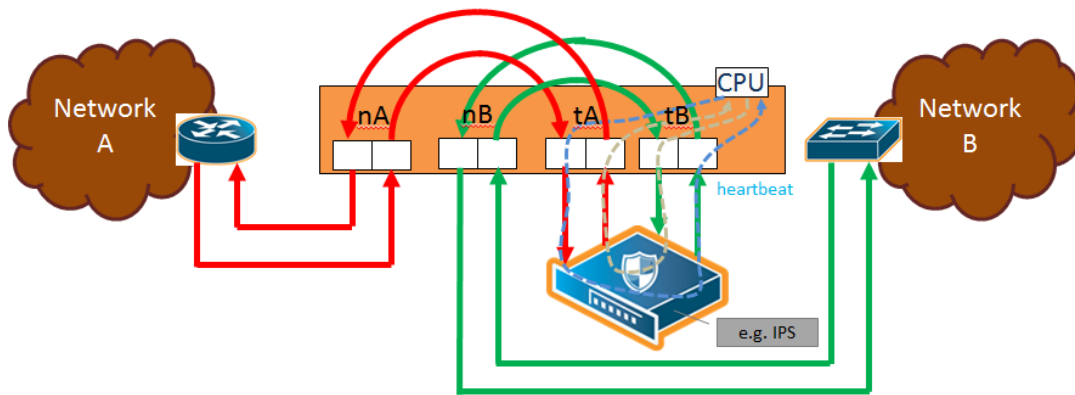 Network
A
nA
nB
tA
tB
CPU
Network
B
heartbeat
e.g. IPS